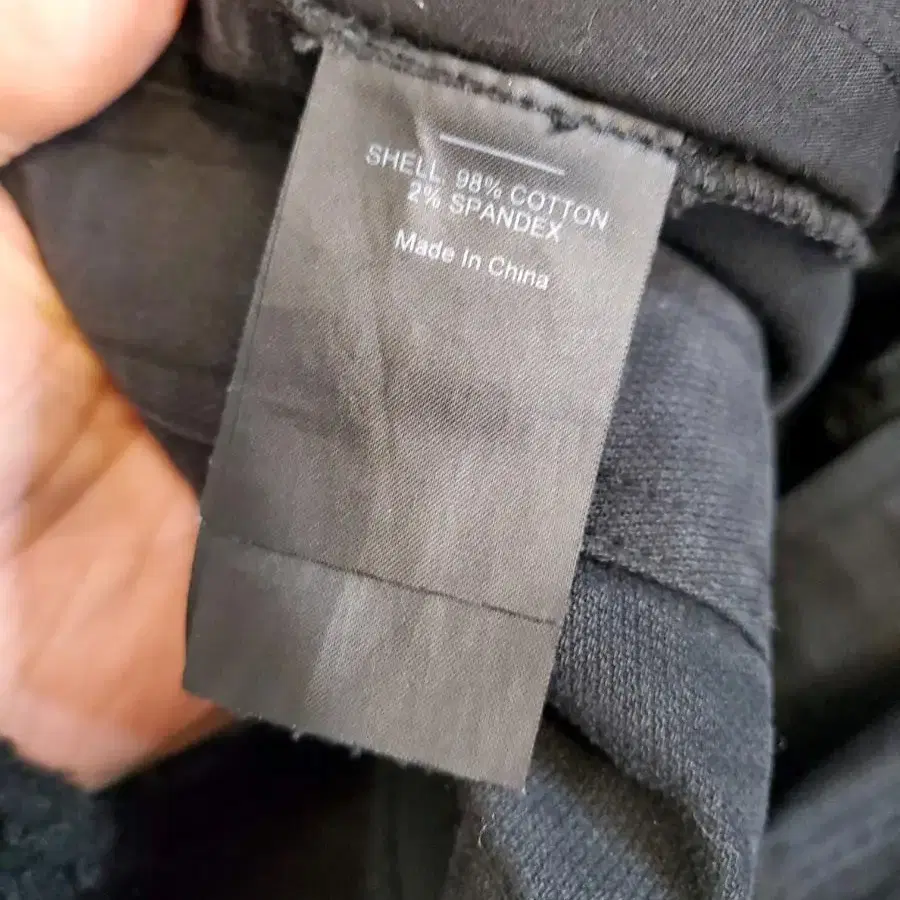 SHELL 98% COTTON
2% SPANDEX
Made In China